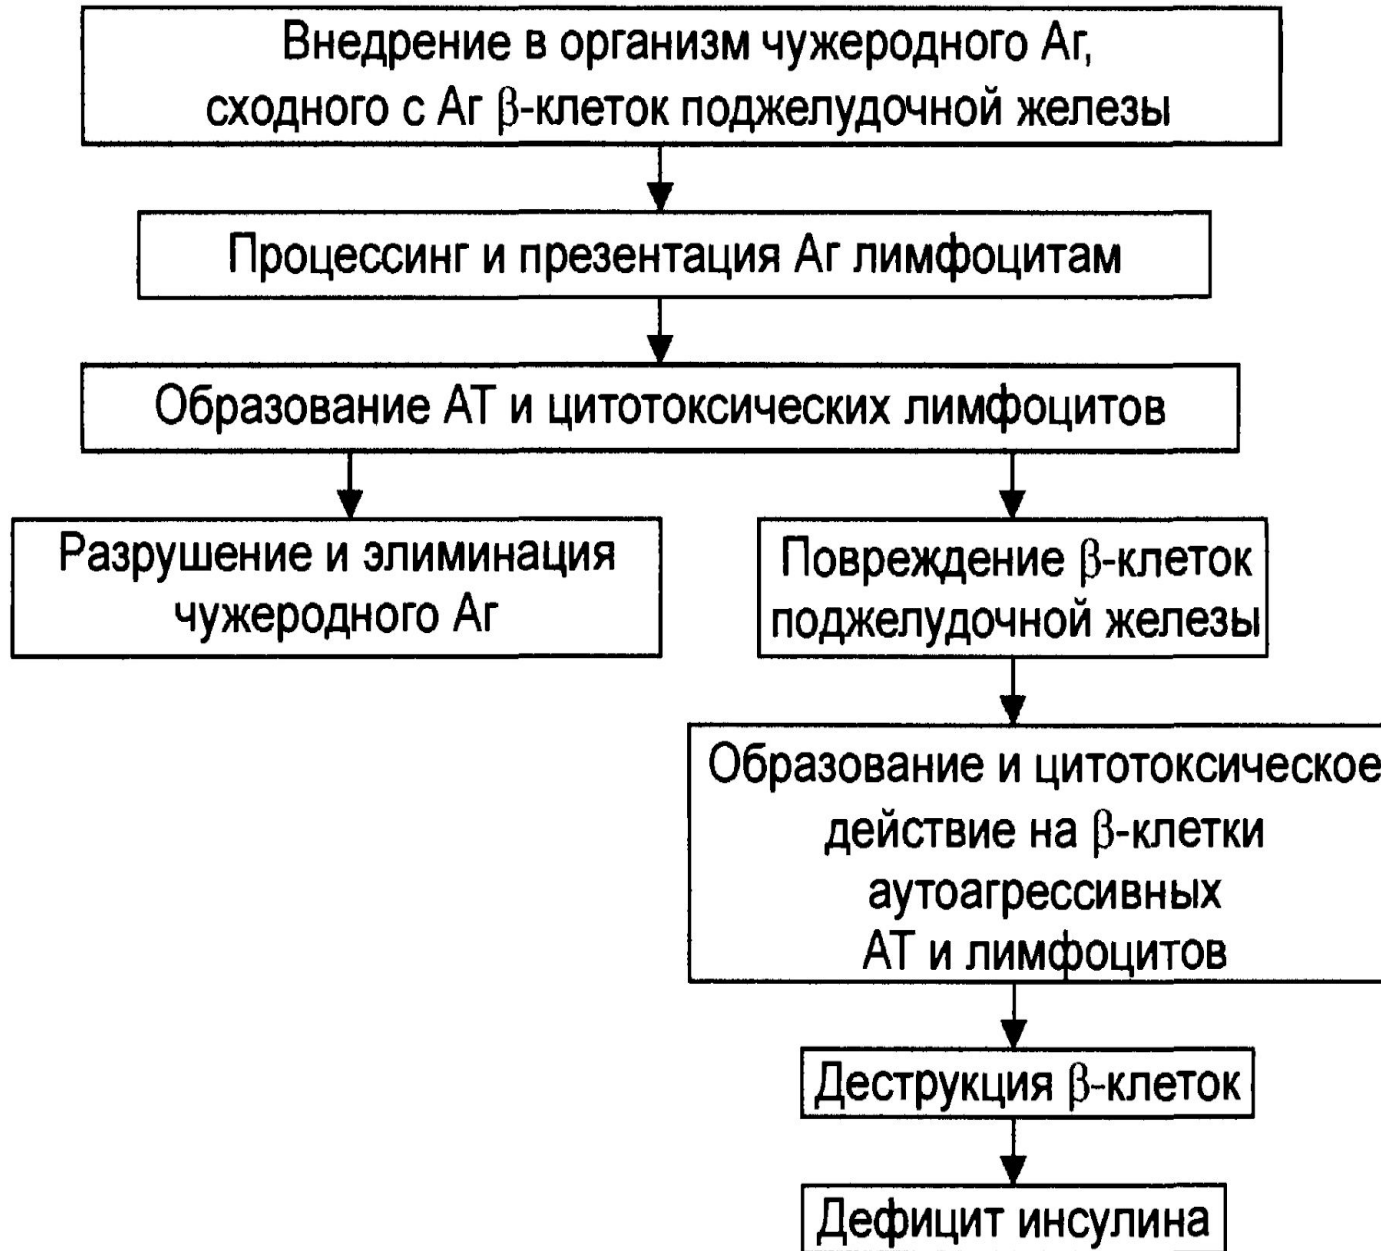 Внедрение в организм чужеродного Аг,
сходного с Аг β-клеток поджелудочной железы
Процессинг и презентация Аг лимфоцитам
Образование АТ и цитотоксических лимфоцитов
Разрушение и элиминация
чужеродного Аг
Повреждение β-клеток
поджелудочной железы
Образование и цитотоксическое
действие на β-клетки
аутоагрессивных
АТ и лимфоцитов
Деструкция β-клеток
Дефицит инсулина